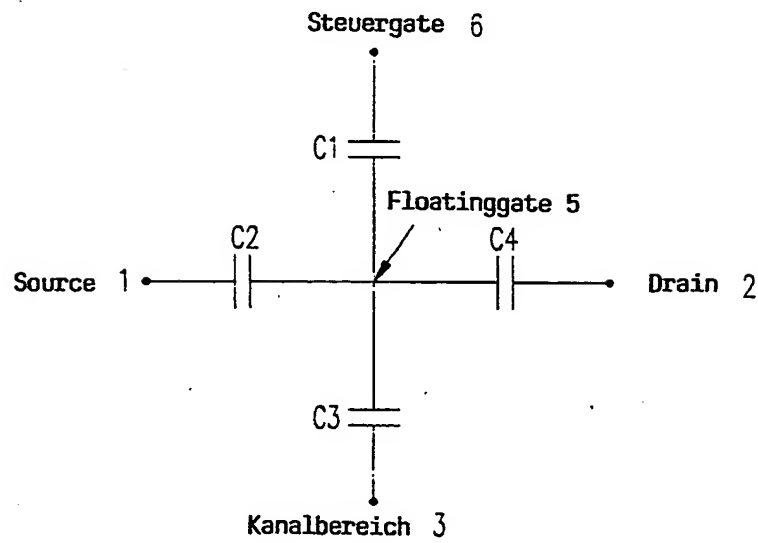 Steuergate 6
C1
Floatinggate 5
C2
C4
Source 1
Drain 2
C3
Kanalbereich 3